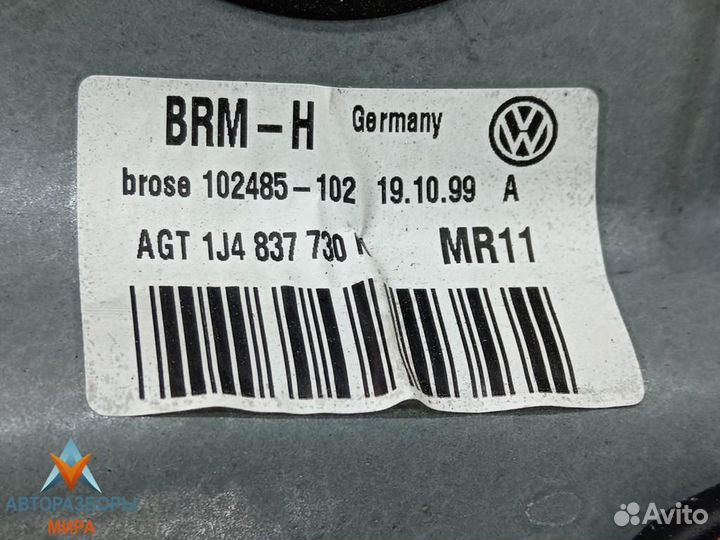 BRM-H Germany
brose 102485-102 19.10.99 A
AGT 1J4 837 730 MR11
АВТОРАЗБОРЫ
МИРА
Avito